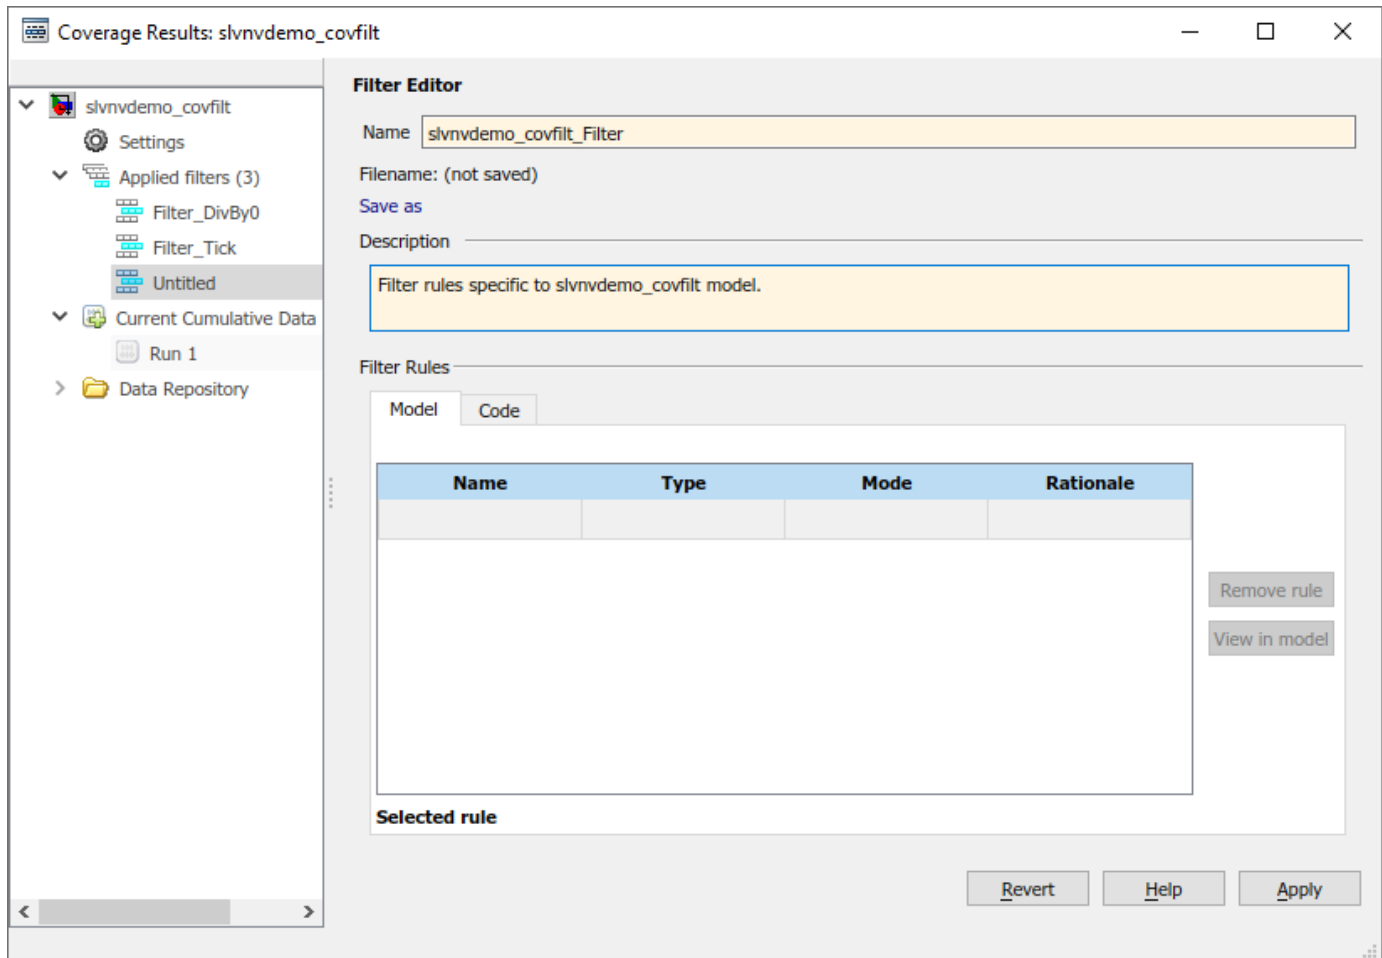 Coverage Results: slvnvdemo_covfilt
slvnvdemo_covfilt
Settings
Applied filters (3)
Filter_DivBy0
Filter_Tick
Untitled
Current Cumulative Data
Run 1
Data Repository
Filter Editor
Name slvnvdemo_covfilt_Filter
Filename: (not saved)
Save as
Description
Filter rules specific to slvnvdemo_covfilt model.
Filter Rules
Model Code
Name Type Mode Rationale
Remove rule
View in model
Selected rule
Revert Help Apply